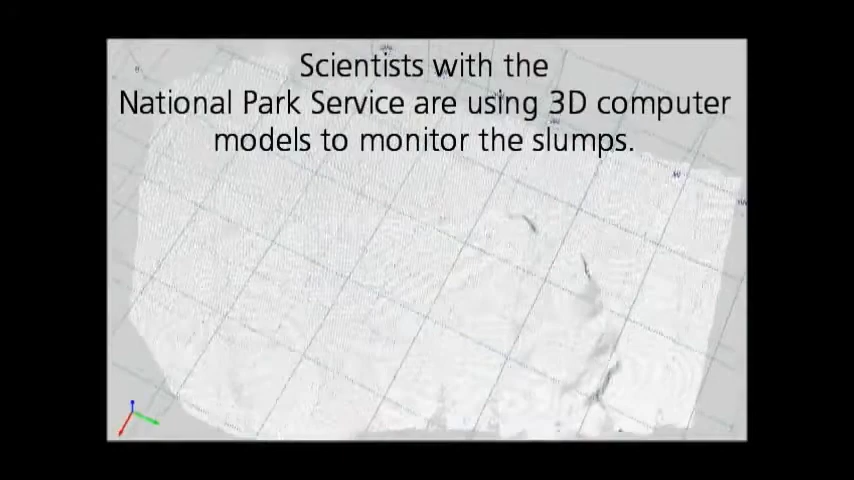 Scientists with the
National Park Service are using 3D computer
models to monitor the slumps.